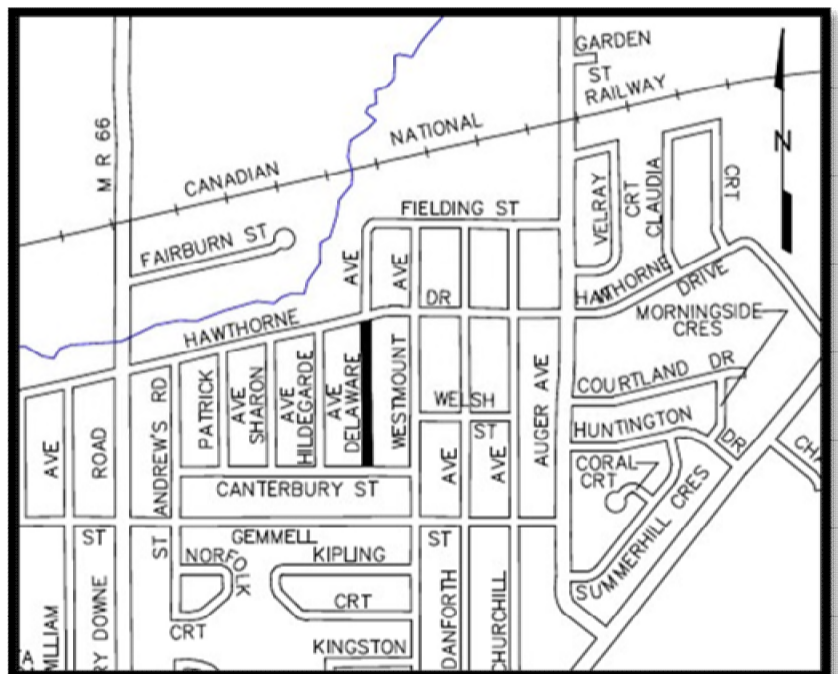 GARDEN
ST
RAILWAY
NATIONAL
CANADIAN
M R 66
N
FIELDING ST
FAIRBURN ST
VELRAY
CRT
CLAUDIA
CRT
AVE
AVE
DR
HAWTHORNE
DRIVE
HAWTHORNE
MORNINGSIDE
CRES
COURTLAND DR
HUNTINGTON
DR
CORAL
CRT
SUMMERHILL CRES
AVE
ROAD
ANDREW'S RD
PATRICK
AVE
SHARON
AVE
HILDEGARDE
AVE
DELAWARE
WESTMOUNT
WELSH
ST
AVE
AVE
AUGER AVE
CANTERBURY ST
ST
ST
GEMMELL
ST
NORFOLK
CRT
KIPLING
CRT
KINGSTON
DANFORTH
CHURCHILL
RY DOWNE